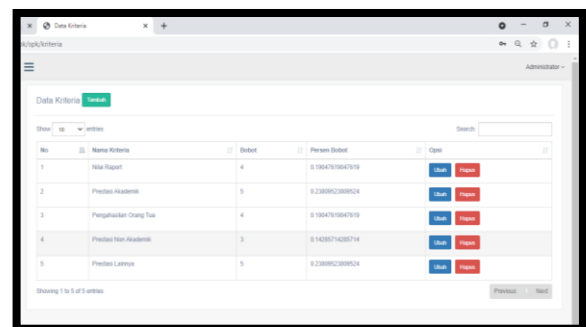 Data Kriteria
/spk/kriteria
Administrator
Data Kriteria Tambah
Show 10 entries Search:
No Nama Kriteria Bobot Persen Bobot Opsi
1 Nilai Raport 4 0.19047619047619 Ubah Hapus
2 Prestasi Akademik 5 0.23809523809524 Ubah Hapus
3 Pengahasilan Orang Tua 4 0.19047619047619 Ubah Hapus
4 Prestasi Non Akademik 3 0.14285714285714 Ubah Hapus
5 Prestasi Lainnya 5 0.23809523809524 Ubah Hapus
Showing 1 to 5 of 5 entries Previous 1 Next